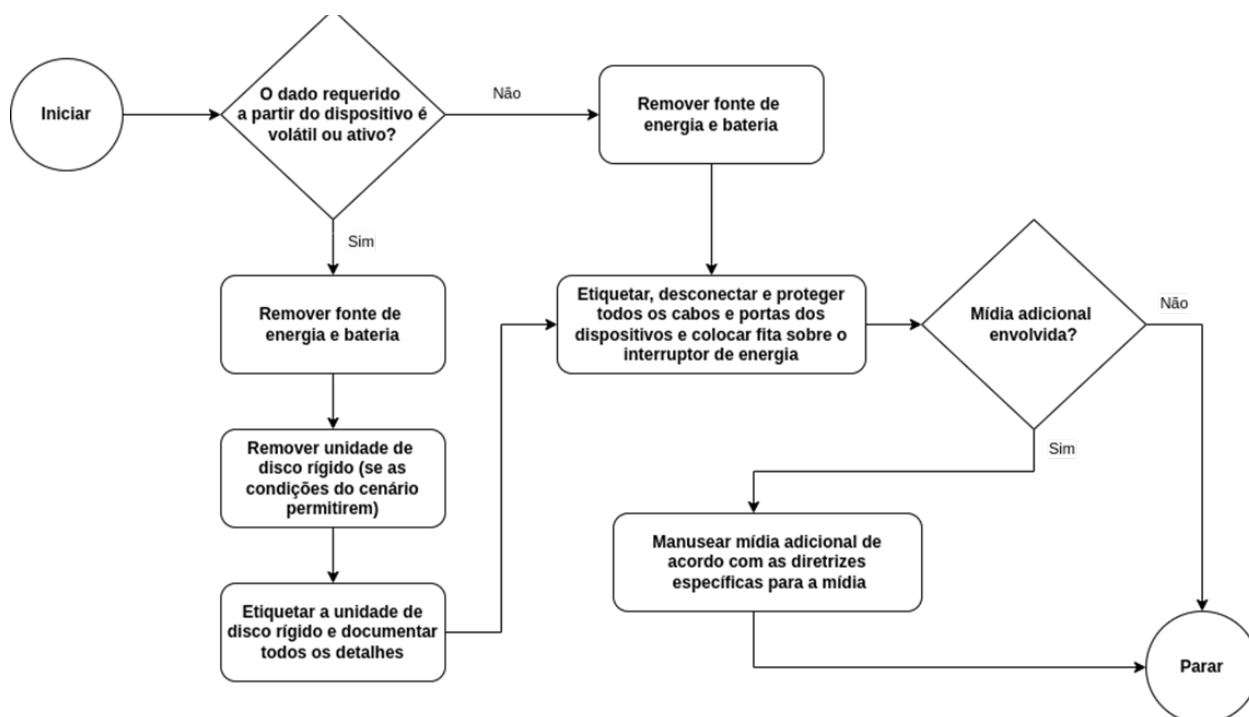 Iniciar
O dado requerido
a partir do dispositivo é
volátil ou ativo?
Não
Remover fonte de
energia e bateria
Sim
Remover fonte de
energia e bateria
Remover unidade de
disco rígido (se as
condições do cenário
permitirem)
Etiquetar a unidade de
disco rígido e documentar
todos os detalhes
Etiquetar, desconectar e proteger
todos os cabos e portas dos
dispositivos e colocar fita sobre o
interruptor de energia
Mídia adicional
envolvida?
Não
Sim
Manusear mídia adicional de
acordo com as diretrizes
específicas para a mídia
Parar